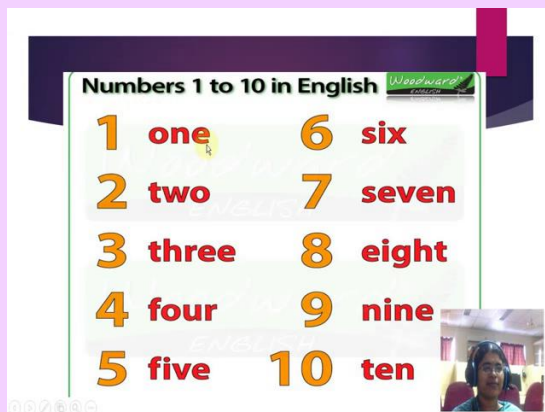 Numbers 1 to 10 in English
Woodward®
ENGLISH
1 one
2 two
3 three
4 four
5 five
6 six
7 seven
8 eight
9 nine
10 ten